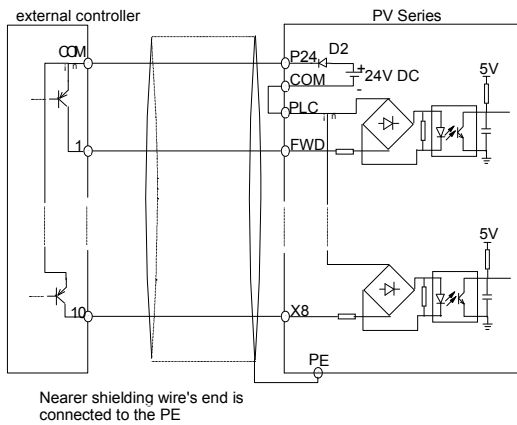 external controller
PV Series
COM
P24
D2
+
24V DC
-
COM
PLC
5V
1
FWD
5V
10
X8
PE
Nearer shielding wire's end is
connected to the PE